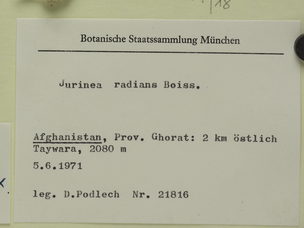 /18
Botanische Staatssammlung München
Jurinea radians Boiss.
Afghanistan, Prov. Ghorat: 2 km östlich
Taywara, 2080 m
5.6.1971
leg. D.Podlech Nr. 21816